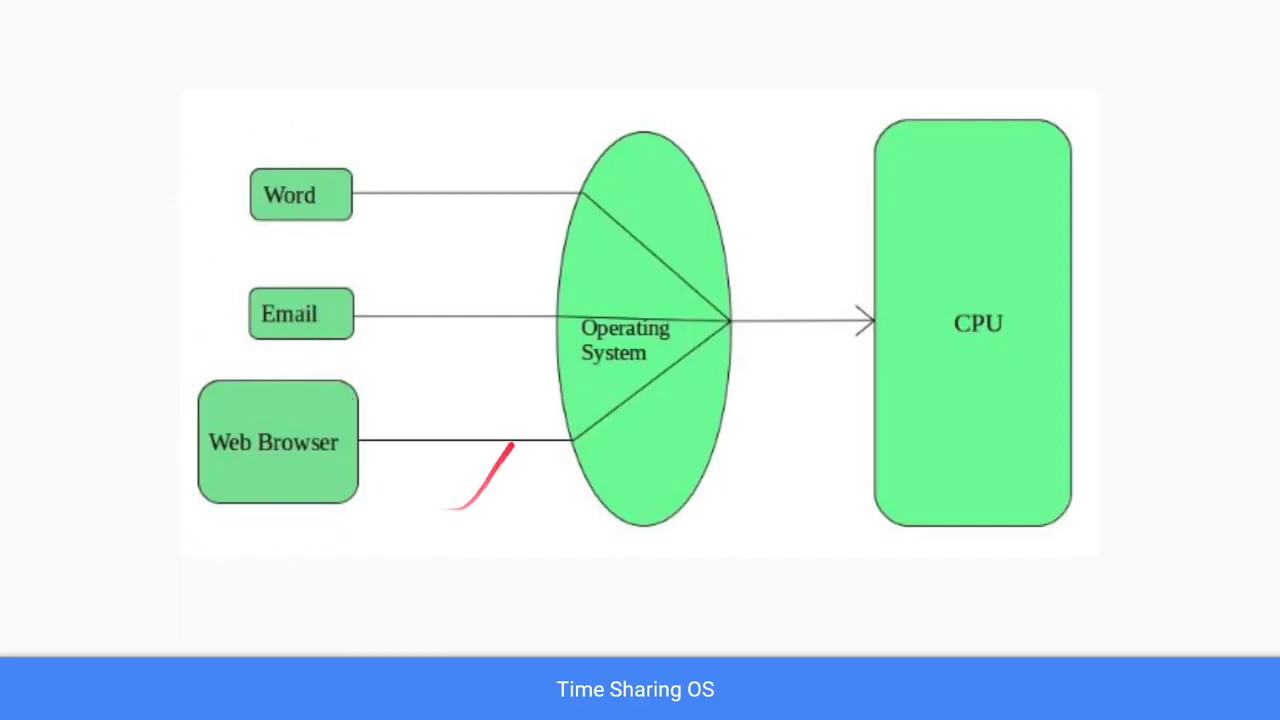 Word
Email
Operating
System
Web Browser
CPU
Time Sharing OS